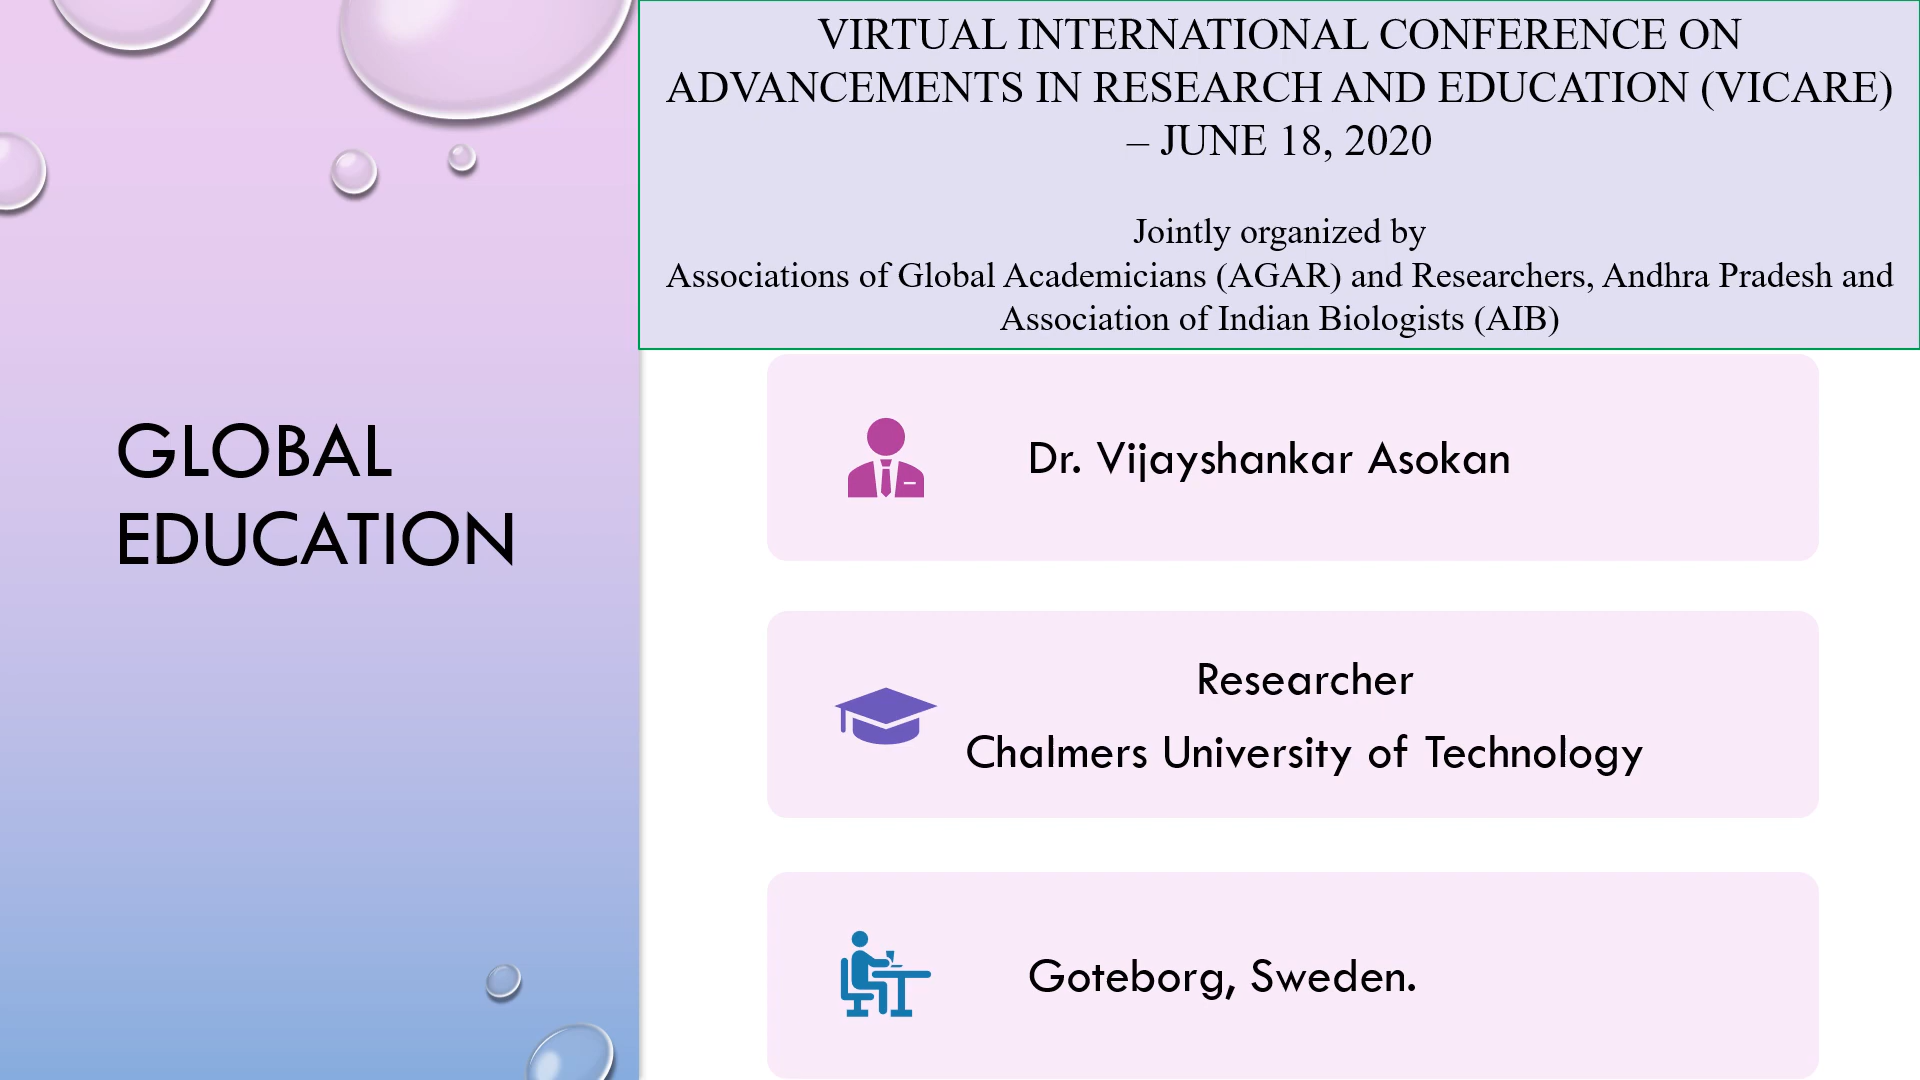 VIRTUAL INTERNATIONAL CONFERENCE ON
ADVANCEMENTS IN RESEARCH AND EDUCATION (VICARE)
– JUNE 18, 2020
Jointly organized by
Associations of Global Academicians (AGAR) and Researchers, Andhra Pradesh and
Association of Indian Biologists (AIB)
GLOBAL
EDUCATION
Dr. Vijayshankar Asokan
Researcher
Chalmers University of Technology
Goteborg, Sweden.